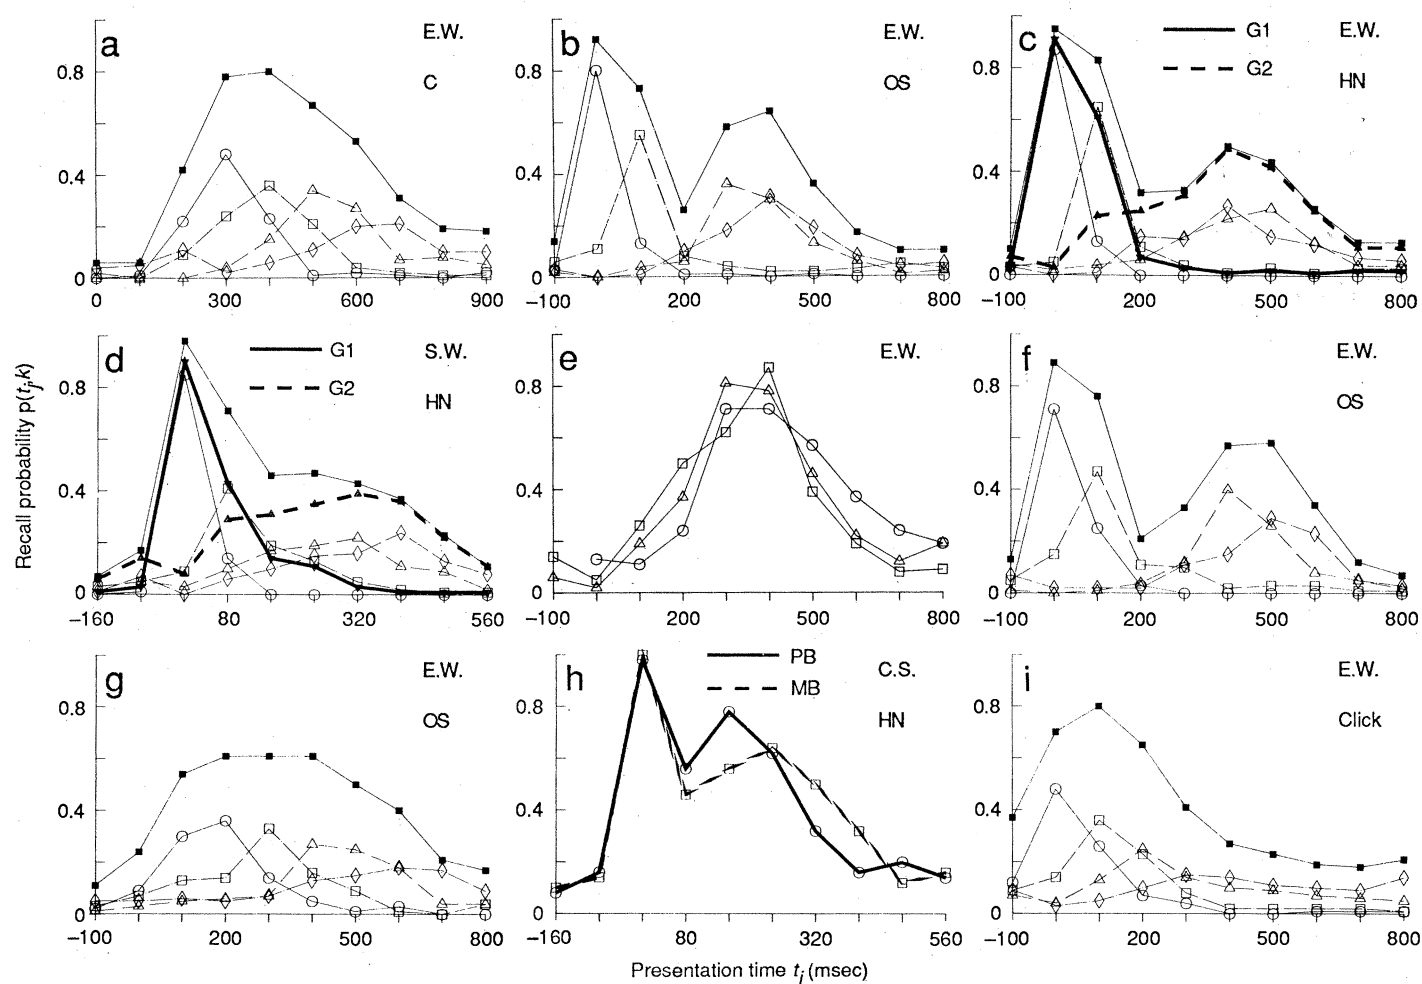 a E.W. C
0.8
0.4
0
0 300 600 900
b E.W. OS
0.8
0.4
0
−100 200 500 800
c G1 E.W.
G2 HN
0.8
0.4
0
−100 200 500 800
Recall probability p(tj,k)
d G1 S.W.
G2 HN
0.8
0.4
0
−160 80 320 560
e E.W.
0.8
0.4
0
−100 200 500 800
f E.W. OS
0.8
0.4
0
−100 200 500 800
g E.W. OS
0.8
0.4
0
−100 200 500 800
h PB C.S.
MB HN
0.8
0.4
0
−160 80 320 560
i E.W. Click
0.8
0.4
0
−100 200 500 800
Presentation time tj (msec)